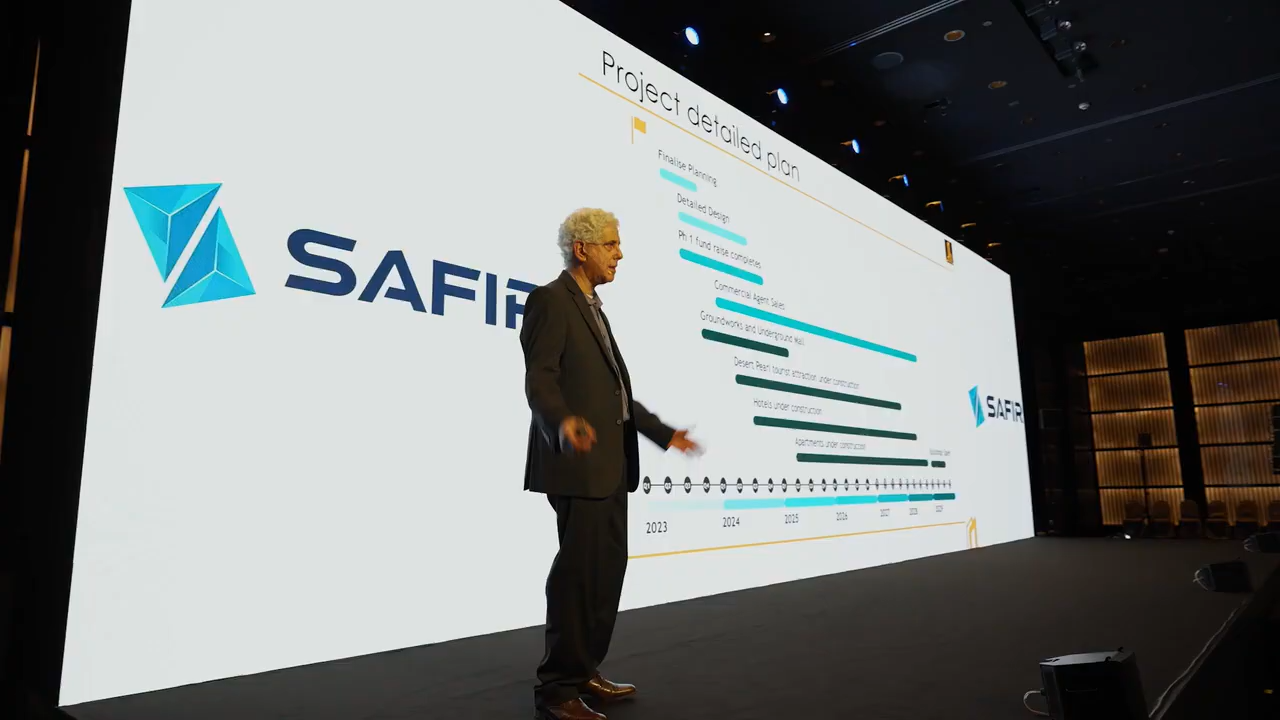 Project detailed plan
Finalise Planning
Detailed Design
Ph 1 fund raise completes
Commercial Agent Sales
Groundworks and Underground Mall
Desert Pearl tourist attraction under construction
Hotels under construction
Apartments under construction
2023 2024 2025 2026 2027 2028 2029
SAFIR
SAFIR